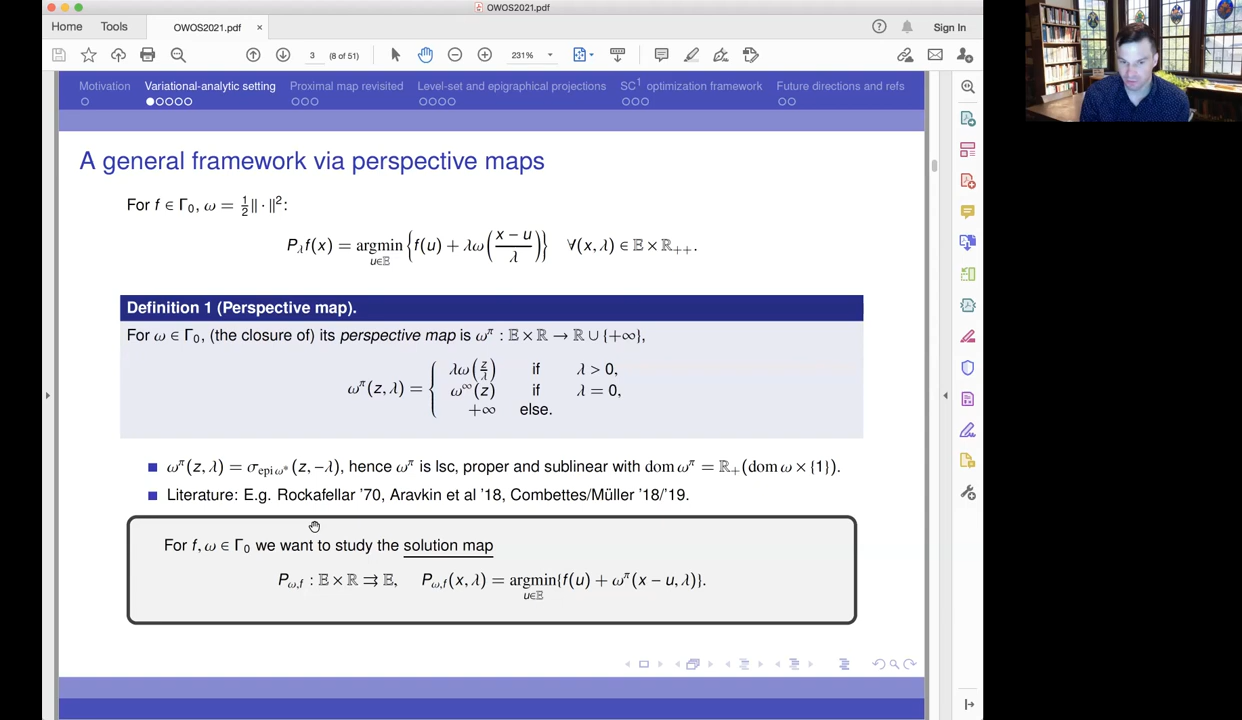 OWOS2021.pdf
Home Tools OWOS2021.pdf × Sign In
3 (8 of 51) 231%
Motivation Variational-analytic setting Proximal map revisited Level-set and epigraphical projections SC¹ optimization framework Future directions and refs
A general framework via perspective maps
For f ∈ Γ₀, ω = ½‖ · ‖²:
P_λ f(x) = argmin_{u∈𝔼} { f(u) + λω( (x − u)/λ ) } ∀(x, λ) ∈ 𝔼 × ℝ₊₊.
Definition 1 (Perspective map).
For ω ∈ Γ₀, (the closure of) its perspective map is ω^π : 𝔼 × ℝ → ℝ ∪ {+∞},
λω(z/λ) if λ > 0,
ω^π(z, λ) = { ω^∞(z) if λ = 0,
+∞ else.
ω^π(z, λ) = σ_{epi ω*}(z, −λ), hence ω^π is lsc, proper and sublinear with dom ω^π = ℝ₊(dom ω × {1}).
Literature: E.g. Rockafellar '70, Aravkin et al '18, Combettes/Müller '18/'19.
For f, ω ∈ Γ₀ we want to study the solution map
P_{ω,f} : 𝔼 × ℝ ⇉ 𝔼, P_{ω,f}(x, λ) = argmin_{u∈𝔼} {f(u) + ω^π(x − u, λ)}.